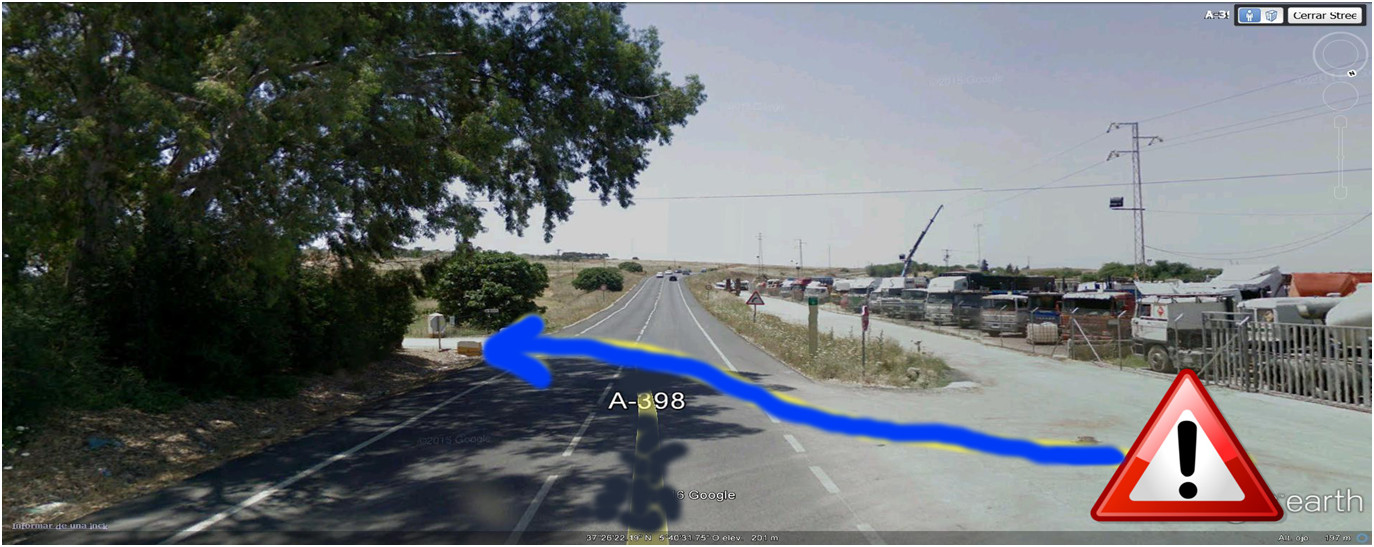 A-3
Cerrar Stree
©2015 Google
A-398
6 Google
earth
Informar de una
37°26'22.19" N 5°40'31.75" O elev. 201 m
Alt. ojo 197 m